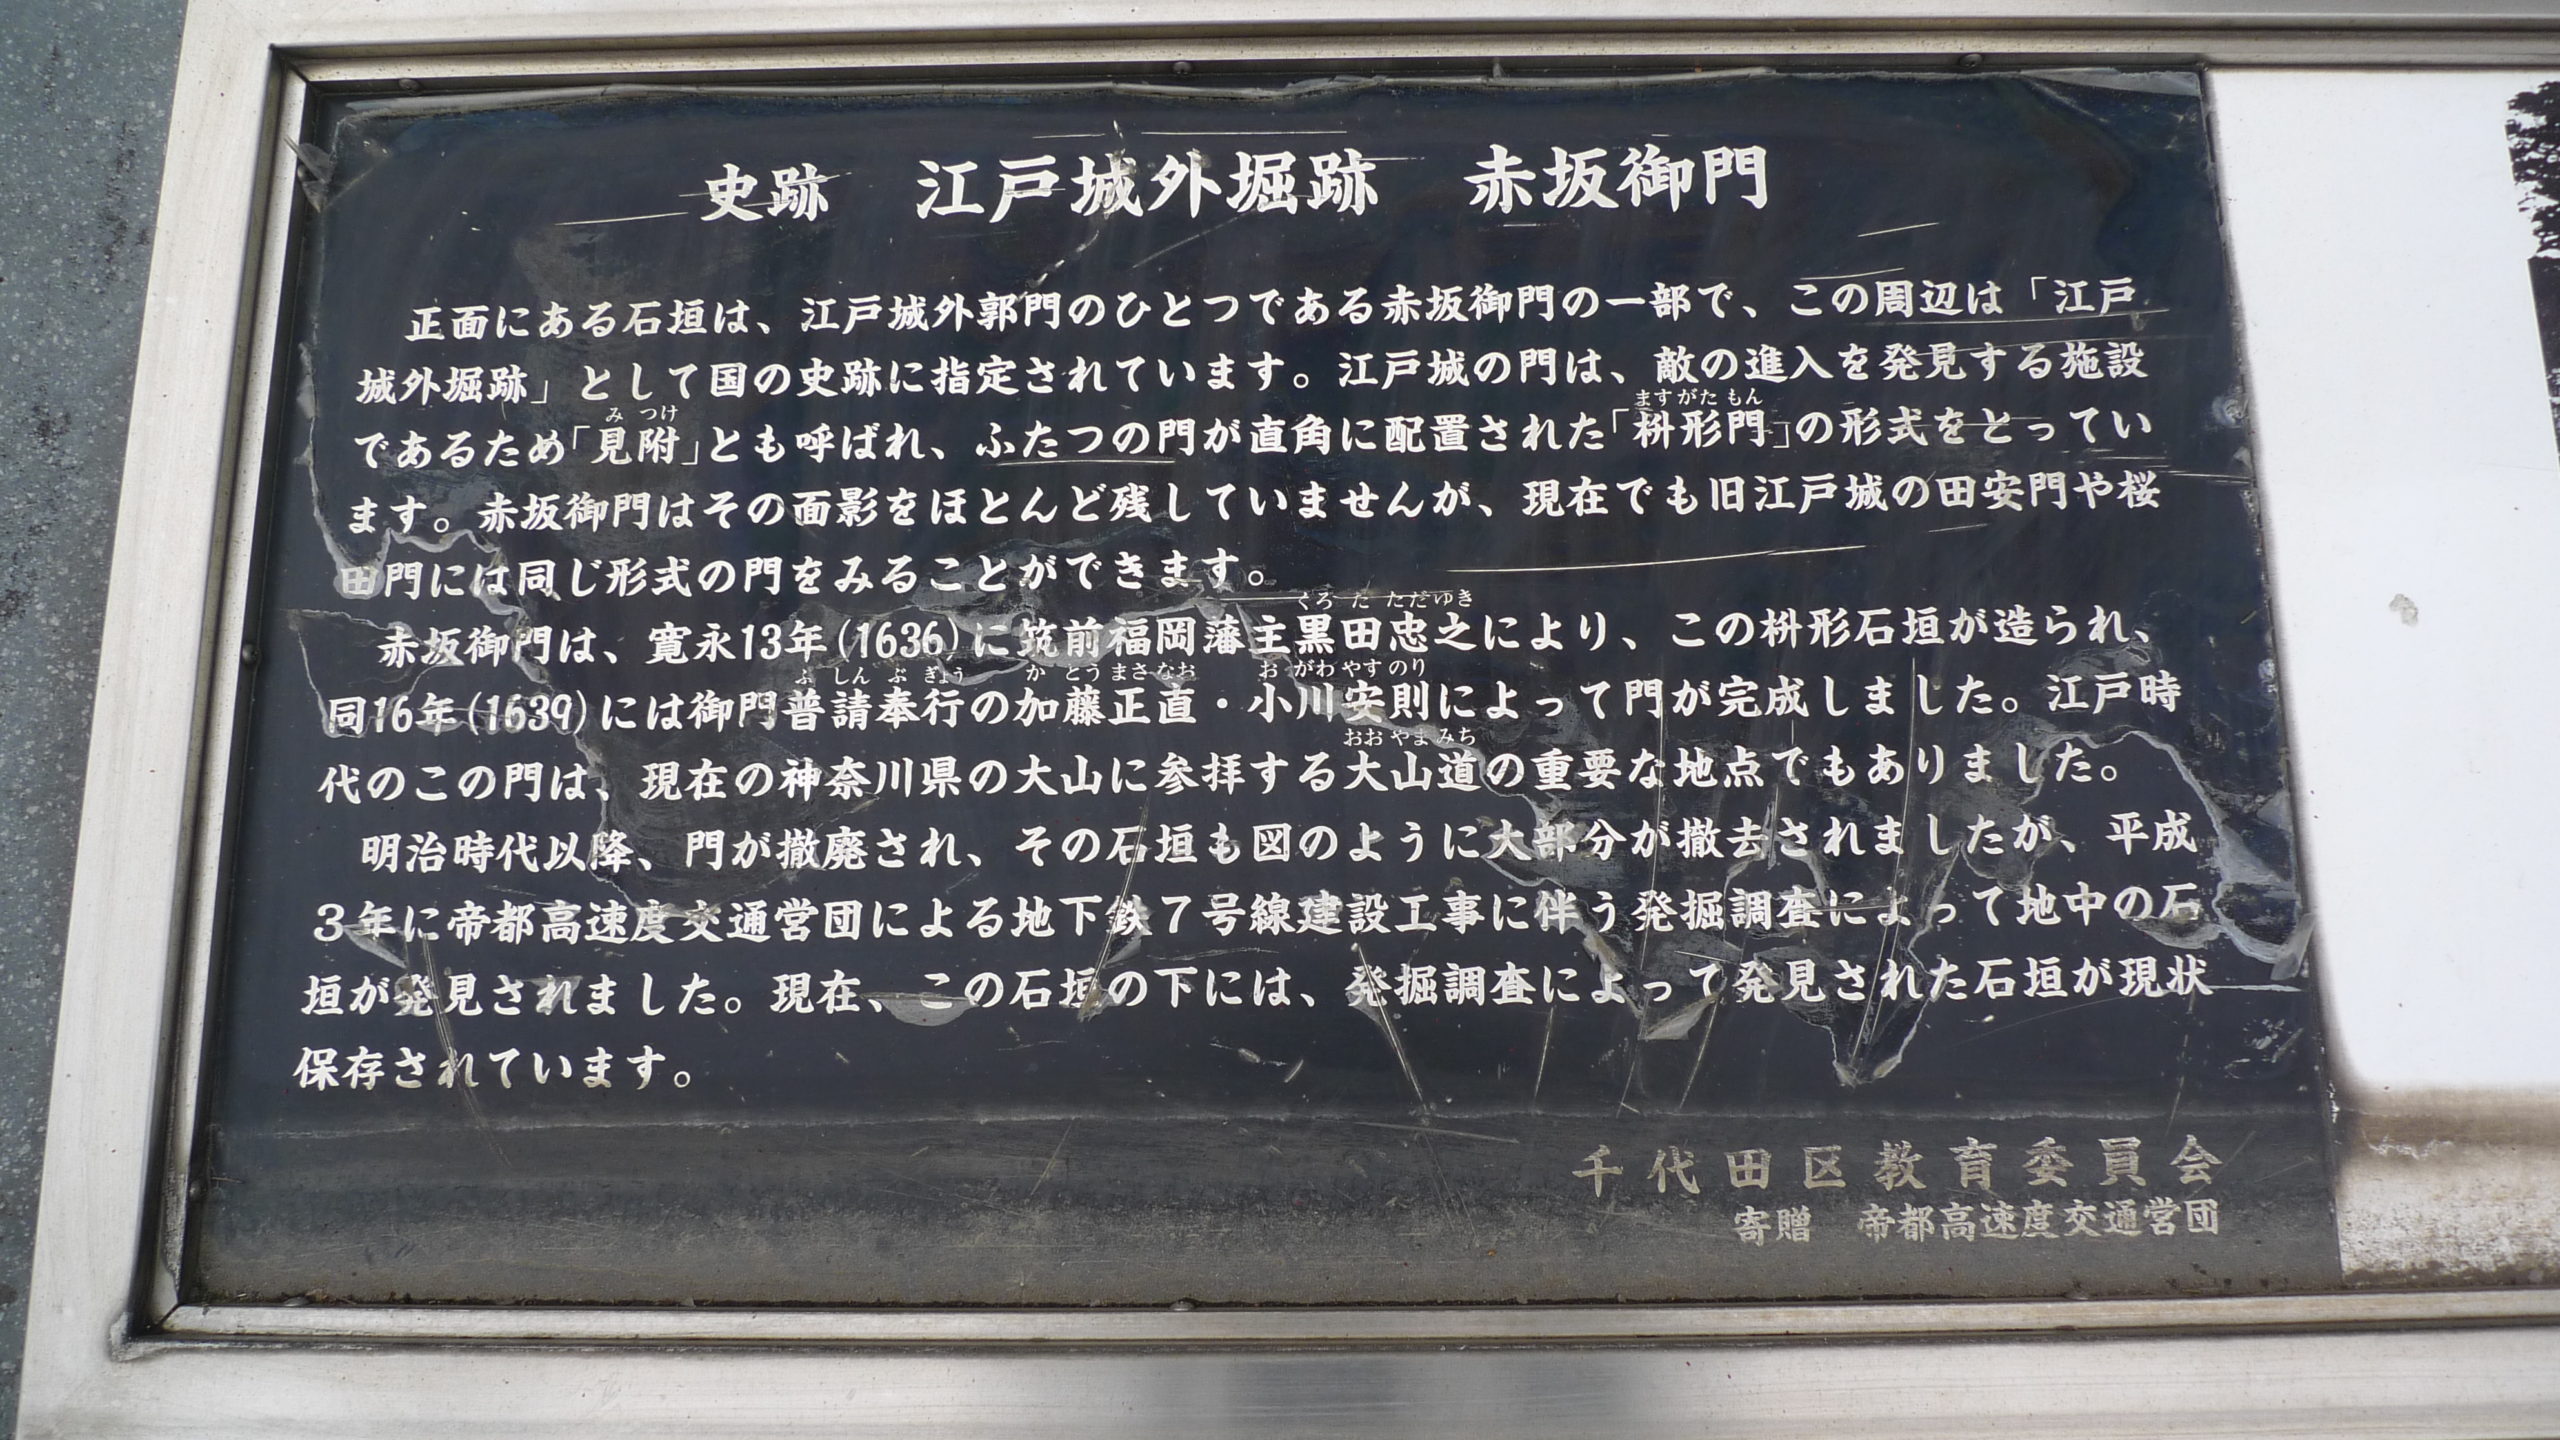 史跡　江戸城外堀跡　赤坂御門
正面にある石垣は、江戸城外郭門のひとつである赤坂御門の一部で、この周辺は「江戸
城外堀跡」として国の史跡に指定されています。江戸城の門は、敵の進入を発見する施設
み つけ
ますがた もん
であるため「見附」とも呼ばれ、ふたつの門が直角に配置された「枡形門」の形式をとってい
ます。赤坂御門はその面影をほとんど残していませんが、現在でも旧江戸城の田安門や桜
田門には同じ形式の門をみることができます。
くろ た ただゆき
赤坂御門は、寛永13年(1636)に筑前福岡藩主黒田忠之により、この枡形石垣が造られ、
ふ しん ぶ ぎょう
か とう まさ なお
お がわ やす のり
同16年(1639)には御門普請奉行の加藤正直・小川安則によって門が完成しました。江戸時
おお やま みち
代のこの門は、現在の神奈川県の大山に参拝する大山道の重要な地点でもありました。
明治時代以降、門が撤廃され、その石垣も図のように大部分が撤去されましたが、平成
3年に帝都高速度交通営団による地下鉄7号線建設工事に伴う発掘調査によって地中の石
垣が発見されました。現在、この石垣の下には、発掘調査によって発見された石垣が現状
保存されています。
千代田区教育委員会
寄贈　帝都高速度交通営団